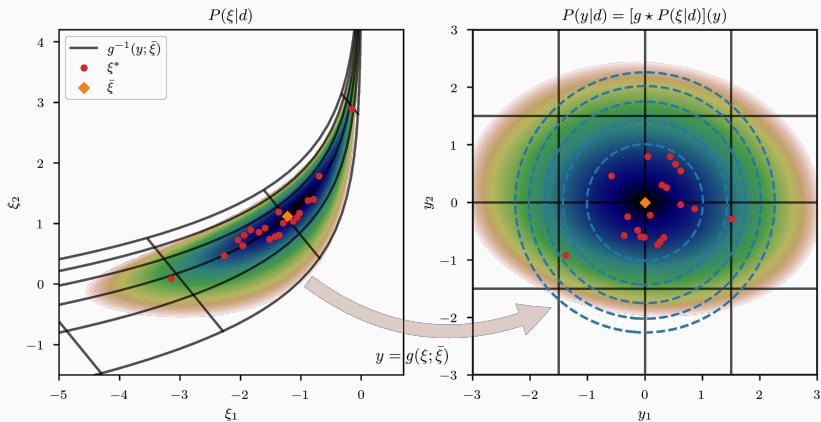 P(ξ|d)
4
3
2
1
0
−1
ξ₂
g⁻¹(y; ξ̄)
ξ*
ξ̄
−5 −4 −3 −2 −1 0
ξ₁
y = g(ξ; ξ̄)
P(y|d) = [g ⋆ P(ξ|d)](y)
3
2
1
0
−1
−2
−3
y₂
−3 −2 −1 0 1 2 3
y₁